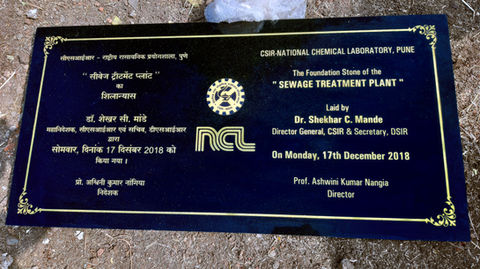 सीएसआईआर - राष्ट्रीय रासायनिक प्रयोगशाला, पुणे
"सीवेज ट्रीटमेंट प्लांट"
का
शिलान्यास
डॉ. शेखर सी. मांडे
महानिदेशक, सीएसआईआर एवं सचिव, डीएसआईआर
द्वारा
सोमवार, दिनांक 17 दिसंबर 2018 को
किया गया ।
प्रो. अश्विनी कुमार नांगिया
निदेशक
NCL
CSIR-NATIONAL CHEMICAL LABORATORY, PUNE
The Foundation Stone of the
" SEWAGE TREATMENT PLANT "
Laid by
Dr. Shekhar C. Mande
Director General, CSIR & Secretary, DSIR
On Monday, 17th December 2018
Prof. Ashwini Kumar Nangia
Director